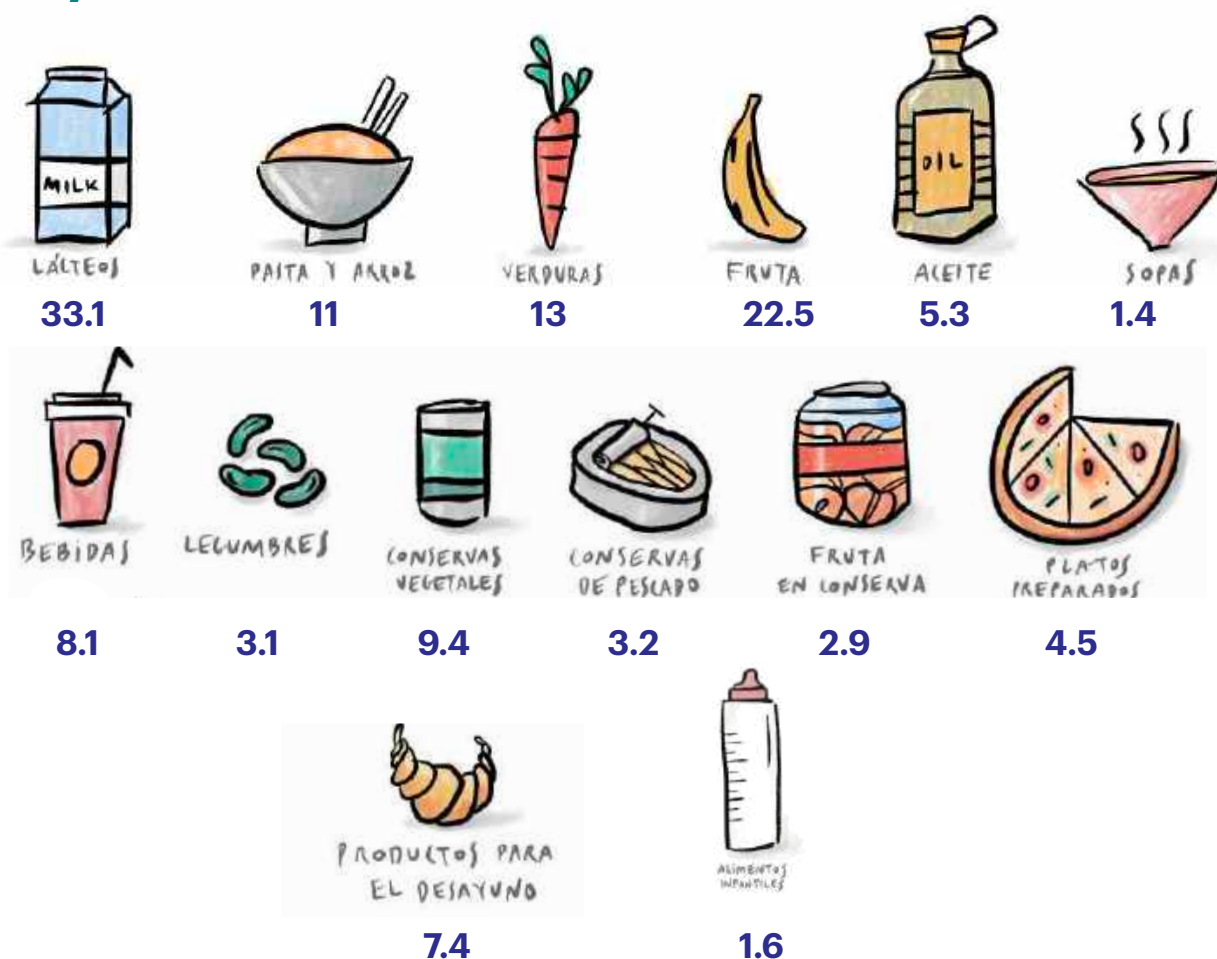 MILK
OIL
LÁCTEOS
PASTA Y ARROZ
VERDURAS
FRUTA
ACEITE
SOPAS
33.1
11
13
22.5
5.3
1.4
BEBIDAS
LEGUMBRES
CONSERVAS
VEGETALES
CONSERVAS
DE PESCADO
FRUTA
EN CONSERVA
PLATOS
PREPARADOS
8.1
3.1
9.4
3.2
2.9
4.5
PRODUCTOS PARA
EL DESAYUNO
ALIMENTOS
INFANTILES
7.4
1.6